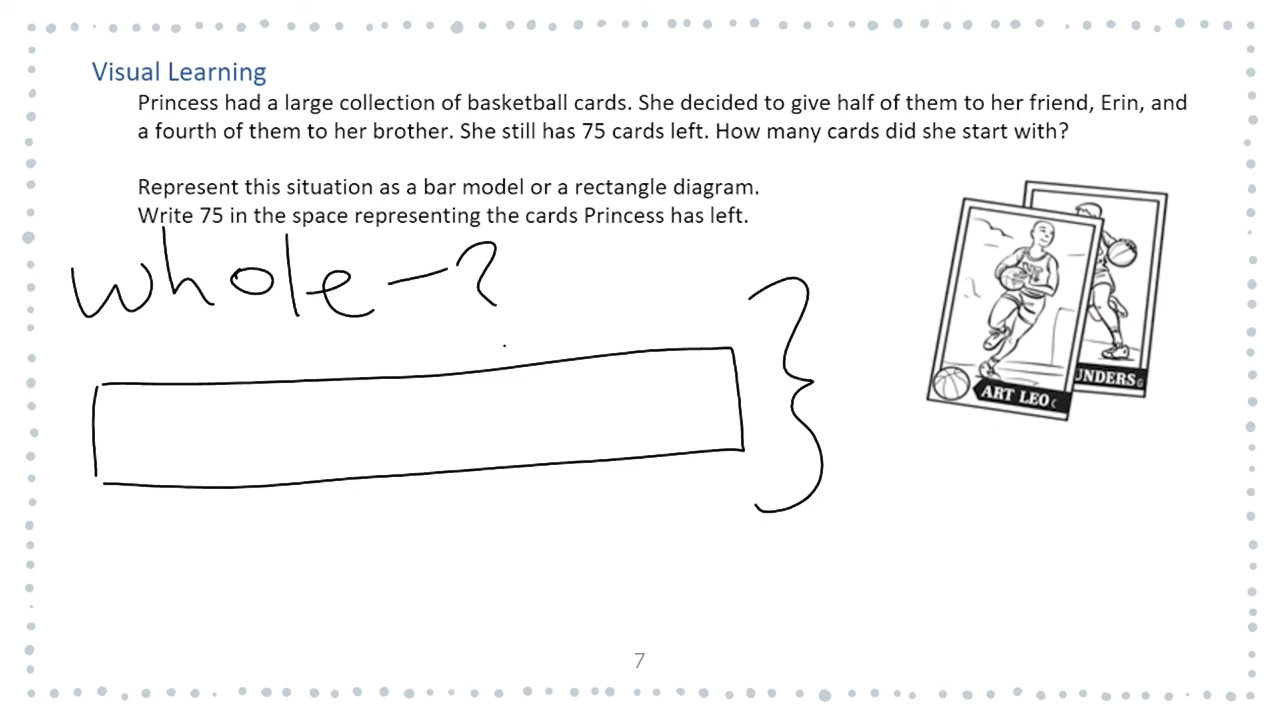 Visual Learning
Princess had a large collection of basketball cards. She decided to give half of them to her friend, Erin, and
a fourth of them to her brother. She still has 75 cards left. How many cards did she start with?
Represent this situation as a bar model or a rectangle diagram.
Write 75 in the space representing the cards Princess has left.
whole-?
ART LEO C
UNDERS G
7